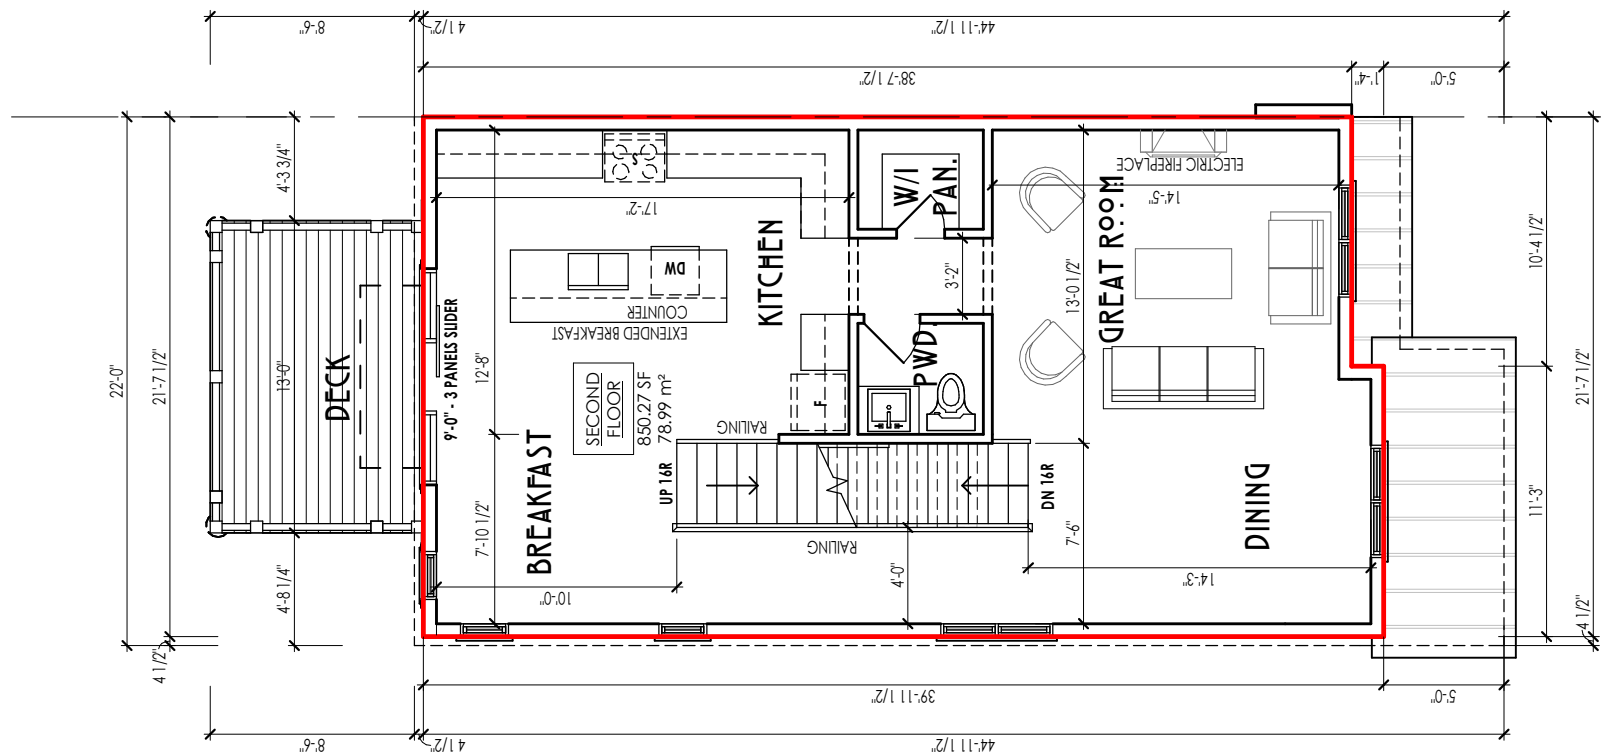 8'-6"
4 1/2"
44'-11 1/2"
38'-7 1/2"
1'-4"
5'-0"
22'-0"
21'-7 1/2"
4'-3 3/4"
13'-0"
4'-8 1/4"
4 1/2"
DECK
9'-0" - 3 PANELS SLIDER
17'-2"
S
DW
EXTENDED BREAKFAST
COUNTER
KITCHEN
12'-8"
7'-10 1/2"
BREAKFAST
SECOND
FLOOR
850.27 SF
78.99 m²
F
RAILING
UP 16R
DN 16R
RAILING
10'-0"
4'-0"
W/I
PAN.
3'-2"
PWD.
13'-0 1/2"
7'-6"
GREAT ROOM
ELECTRIC FIREPLACE
14'-5"
DINING
14'-3"
10'-4 1/2"
11'-3"
21'-7 1/2"
4 1/2"
39'-11 1/2"
5'-0"
8'-6"
4 1/2"
44'-11 1/2"